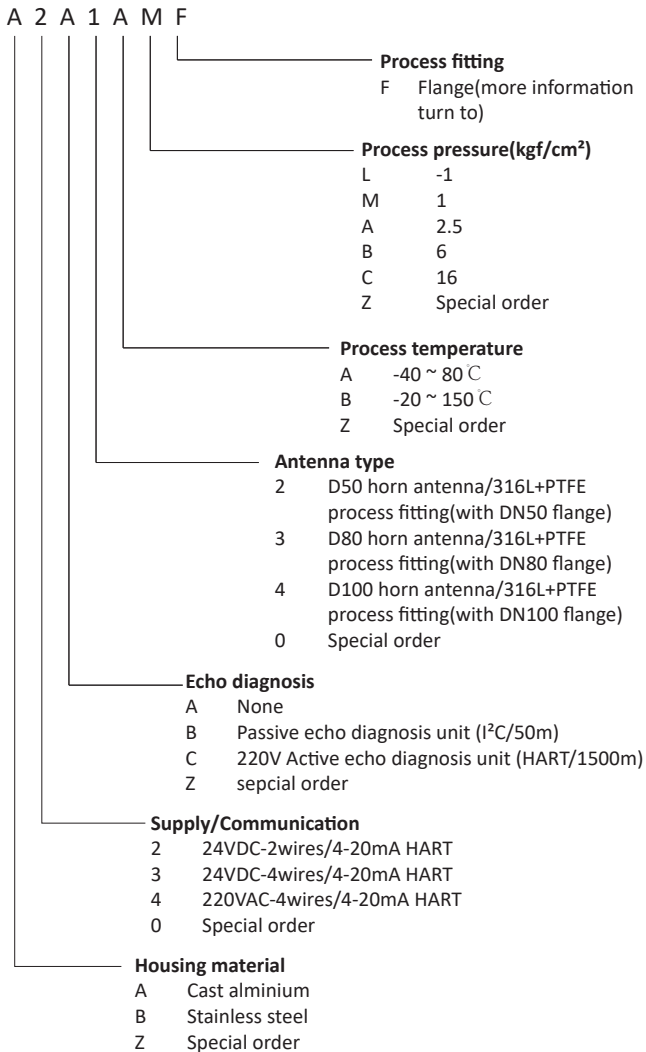 A 2 A 1 A M F
Process fitting
F Flange(more information
turn to)
Process pressure(kgf/cm²)
L -1
M 1
A 2.5
B 6
C 16
Z Special order
Process temperature
A -40 ~ 80℃
B -20 ~ 150℃
Z Special order
Antenna type
2 D50 horn antenna/316L+PTFE
process fitting(with DN50 flange)
3 D80 horn antenna/316L+PTFE
process fitting(with DN80 flange)
4 D100 horn antenna/316L+PTFE
process fitting(with DN100 flange)
0 Special order
Echo diagnosis
A None
B Passive echo diagnosis unit (I²C/50m)
C 220V Active echo diagnosis unit (HART/1500m)
Z sepcial order
Supply/Communication
2 24VDC-2wires/4-20mA HART
3 24VDC-4wires/4-20mA HART
4 220VAC-4wires/4-20mA HART
0 Special order
Housing material
A Cast alminium
B Stainless steel
Z Special order